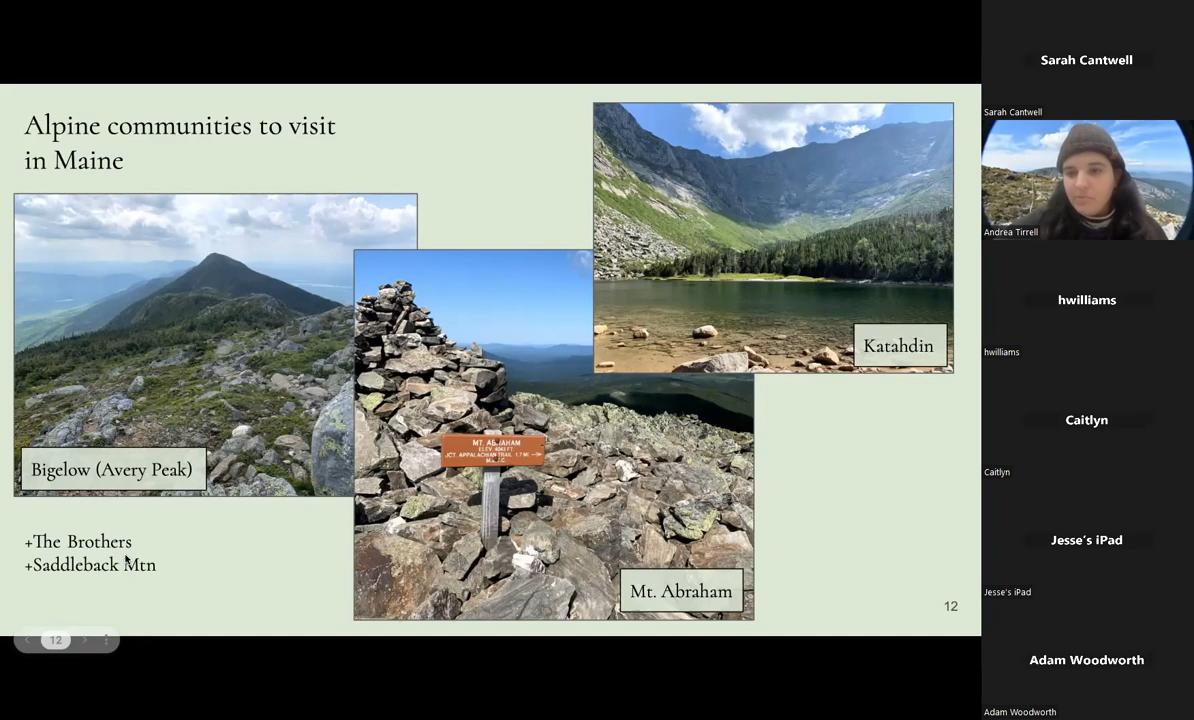 Alpine communities to visit
in Maine
Bigelow (Avery Peak)
MT. ABRAHAM
ELEV. 4043 FT.
JCT. APPALACHIAN TRAIL 1.7 MI →
M.A.T.C.
Katahdin
Mt. Abraham
+The Brothers
+Saddleback Mtn
12
12
Sarah Cantwell
Sarah Cantwell
Andrea Tirrell
hwilliams
hwilliams
Caitlyn
Caitlyn
Jesse's iPad
Jesse's iPad
Adam Woodworth
Adam Woodworth